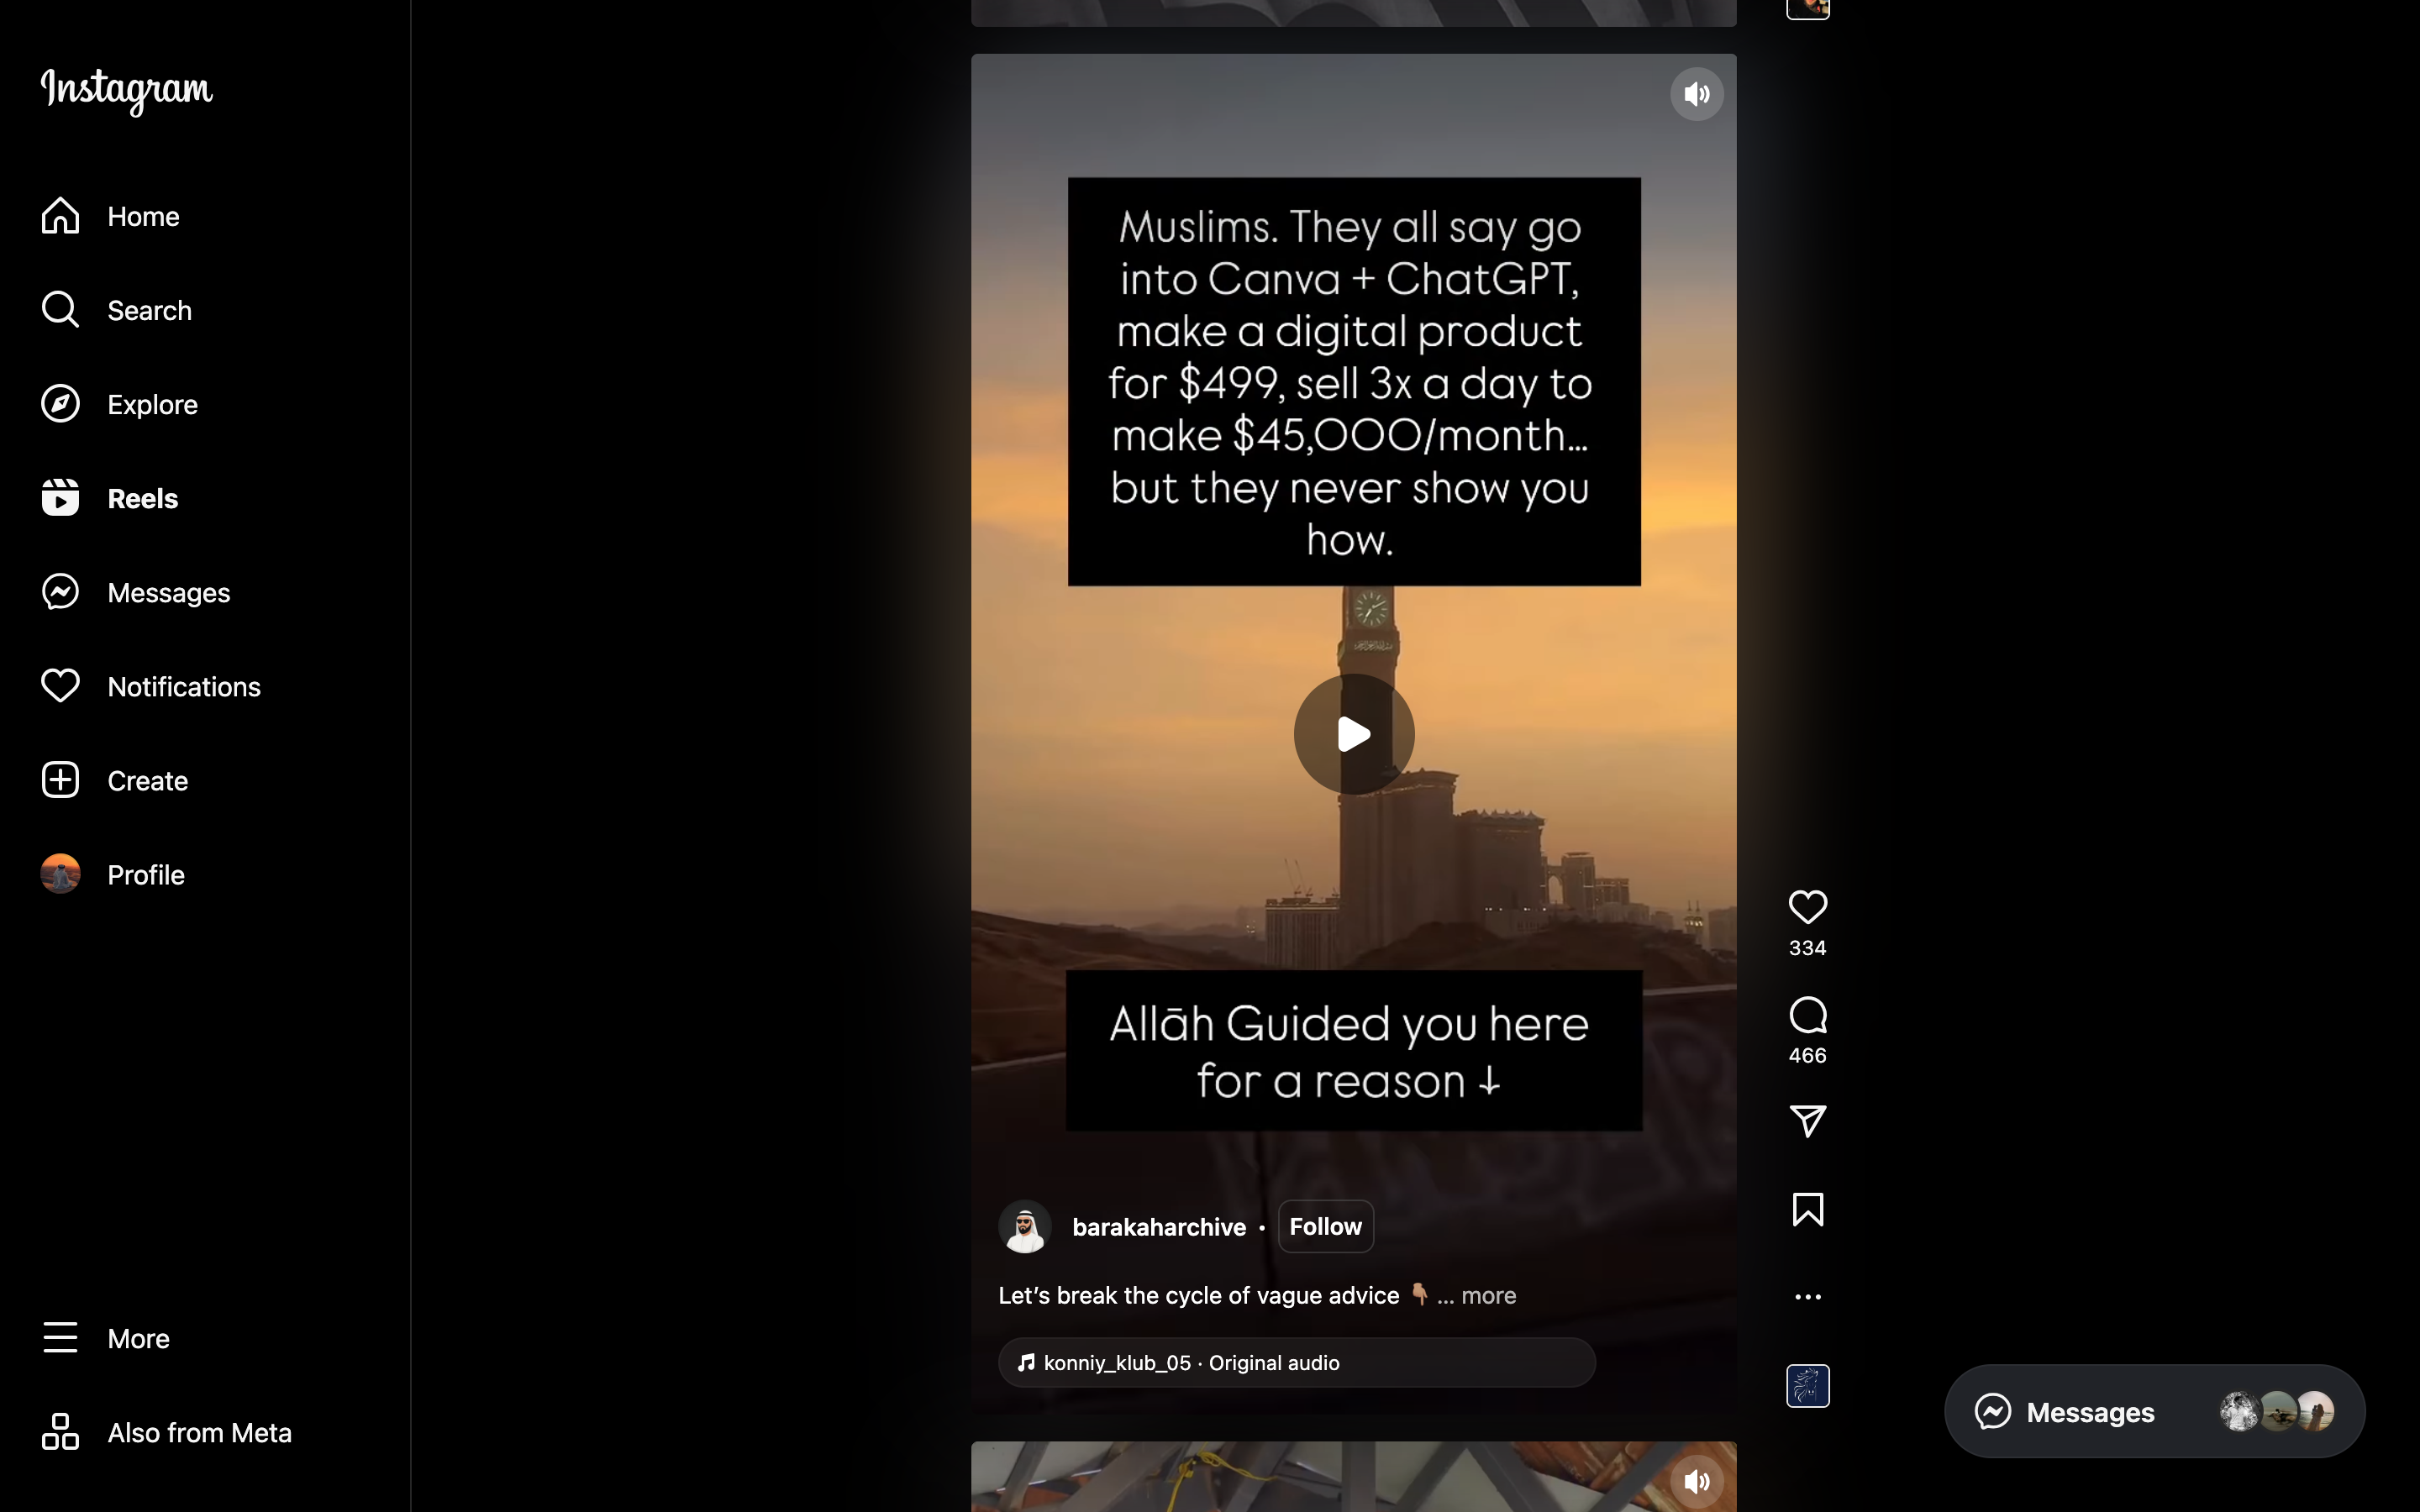 Instagram
Home
Search
Explore
Reels
Messages
Notifications
Create
Profile
More
Also from Meta
Muslims. They all say go
into Canva + ChatGPT,
make a digital product
for $499, sell 3x a day to
make $45,000/month...
but they never show you
how.
Allāh Guided you here
for a reason ↓
barakaharchive • Follow
Let’s break the cycle of vague advice 👇🏽 ... more
konniy_klub_05 · Original audio
334
466
Messages